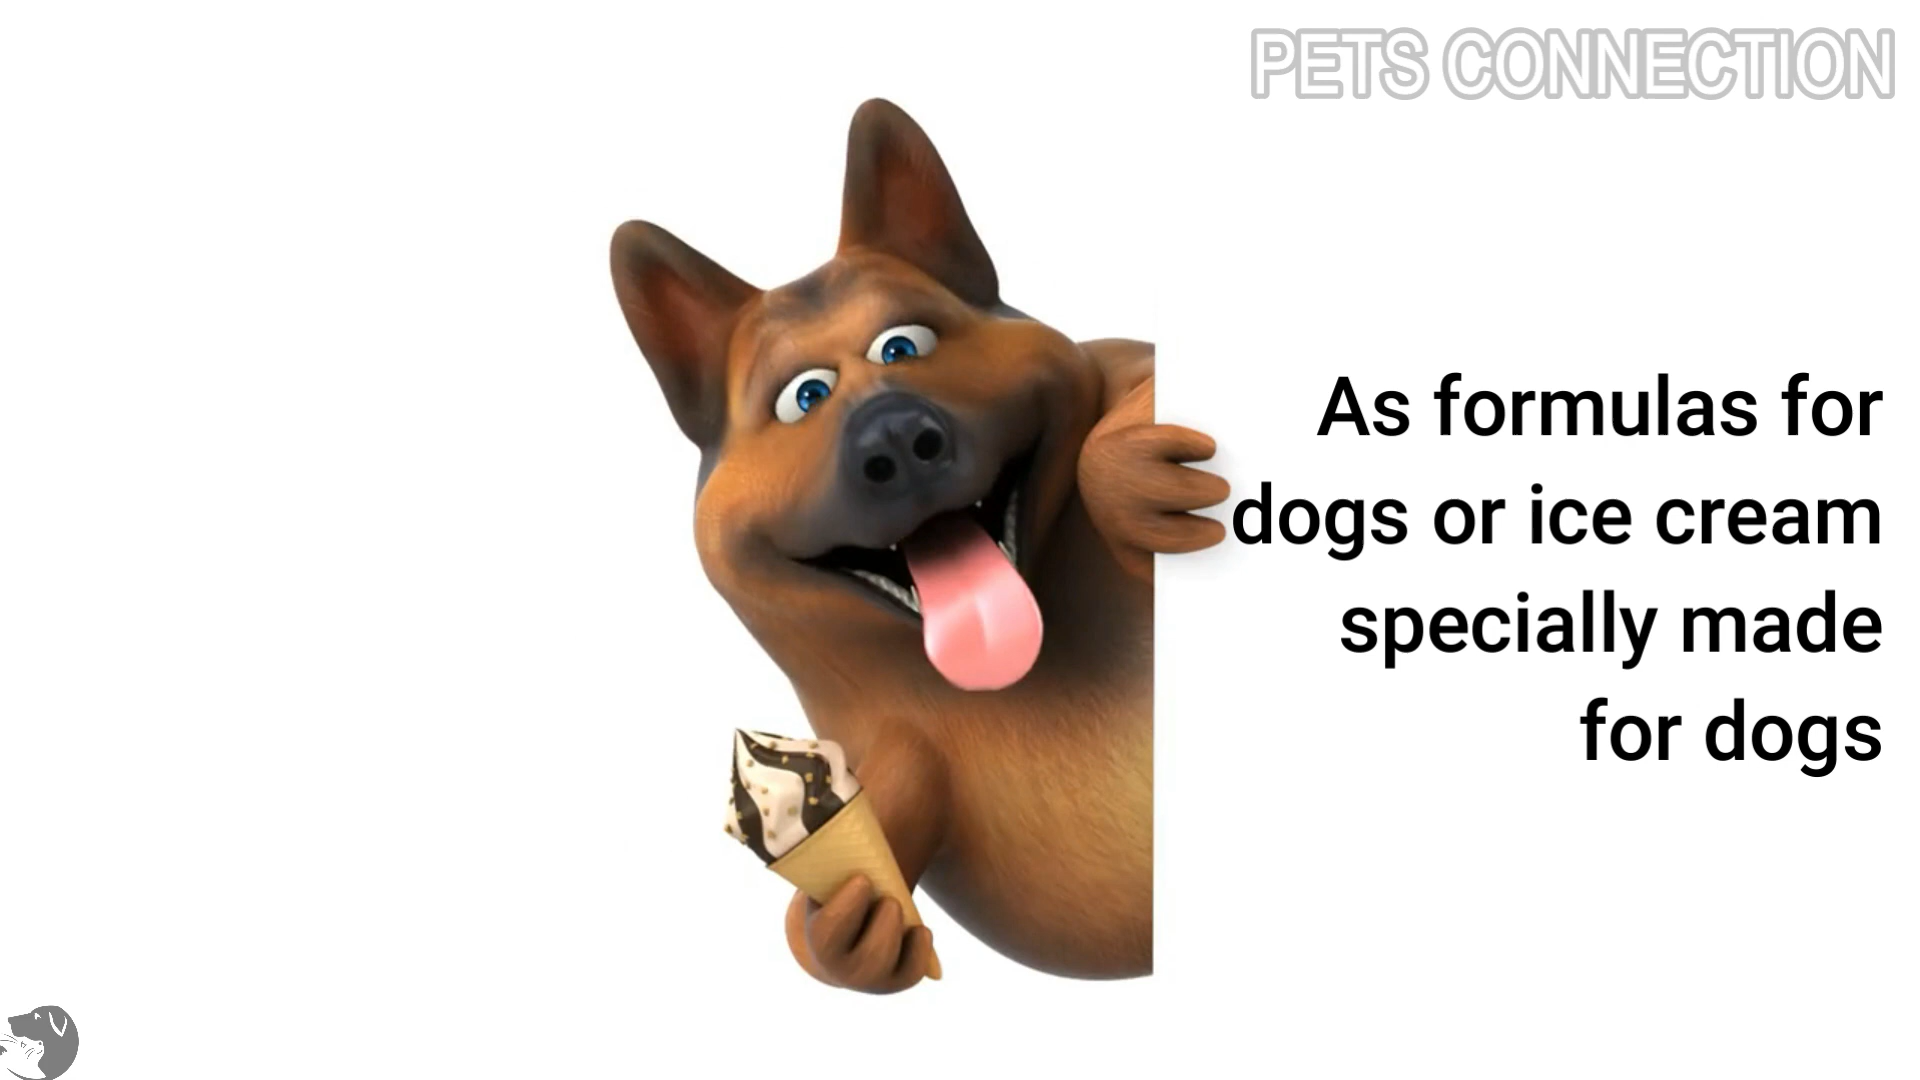 PETS CONNECTION
As formulas for
dogs or ice cream
specially made
for dogs